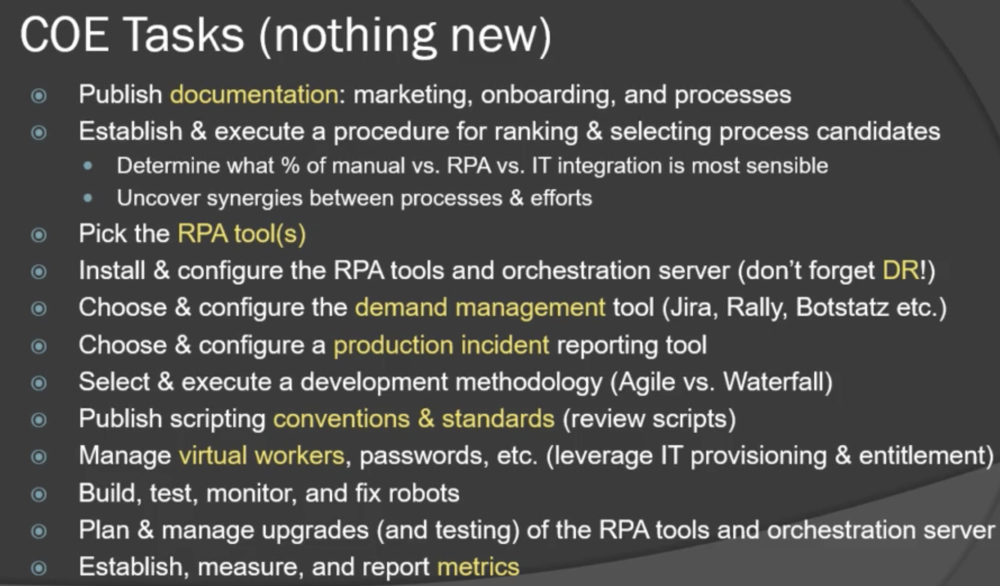 COE Tasks (nothing new)
Publish documentation: marketing, onboarding, and processes
Establish & execute a procedure for ranking & selecting process candidates
Determine what % of manual vs. RPA vs. IT integration is most sensible
Uncover synergies between processes & efforts
Pick the RPA tool(s)
Install & configure the RPA tools and orchestration server (don’t forget DR!)
Choose & configure the demand management tool (Jira, Rally, Botstatz etc.)
Choose & configure a production incident reporting tool
Select & execute a development methodology (Agile vs. Waterfall)
Publish scripting conventions & standards (review scripts)
Manage virtual workers, passwords, etc. (leverage IT provisioning & entitlement)
Build, test, monitor, and fix robots
Plan & manage upgrades (and testing) of the RPA tools and orchestration server
Establish, measure, and report metrics